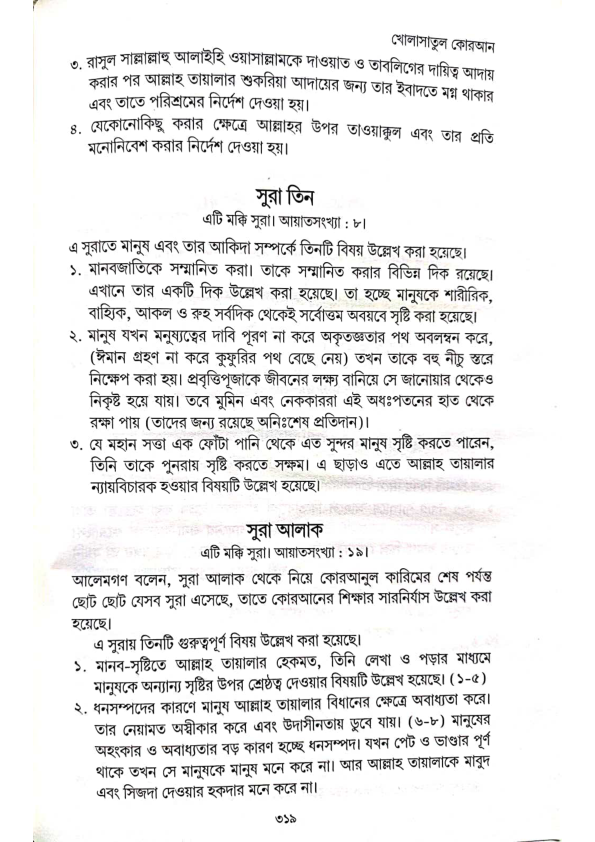 খোলাসাতুল কোরআন
৩. রাসুল সাল্লাল্লাহু আলাইহি ওয়াসাল্লামকে দাওয়াত ও তাবলিগের দায়িত্ব আদায়
করার পর আল্লাহ তায়ালার শুকরিয়া আদায়ের জন্য তার ইবাদতে মগ্ন থাকার
এবং তাতে পরিশ্রমের নির্দেশ দেওয়া হয়।
৪. যেকোনোকিছু করার ক্ষেত্রে আল্লাহর উপর তাওয়াক্কুল এবং তার প্রতি
মনোনিবেশ করার নির্দেশ দেওয়া হয়।
সুরা তিন
এটি মক্কি সুরা। আয়াতসংখ্যা : ৮।
এ সুরাতে মানুষ এবং তার আকিদা সম্পর্কে তিনটি বিষয় উল্লেখ করা হয়েছে।
১. মানবজাতিকে সম্মানিত করা। তাকে সম্মানিত করার বিভিন্ন দিক রয়েছে।
এখানে তার একটি দিক উল্লেখ করা হয়েছে। তা হচ্ছে মানুষকে শারীরিক,
বাহ্যিক, আকল ও রুহ সর্বদিক থেকেই সর্বোত্তম অবয়বে সৃষ্টি করা হয়েছে।
২. মানুষ যখন মনুষ্যত্বের দাবি পূরণ না করে অকৃতজ্ঞতার পথ অবলম্বন করে,
(ঈমান গ্রহণ না করে কুফুরির পথ বেছে নেয়) তখন তাকে বহু নীচু স্তরে
নিক্ষেপ করা হয়। প্রবৃত্তিপূজাকে জীবনের লক্ষ্য বানিয়ে সে জানোয়ার থেকেও
নিকৃষ্ট হয়ে যায়। তবে মুমিন এবং নেককাররা এই অধঃপতনের হাত থেকে
রক্ষা পায় (তাদের জন্য রয়েছে অনিঃশেষ প্রতিদান)।
৩. যে মহান সত্তা এক ফোঁটা পানি থেকে এত সুন্দর মানুষ সৃষ্টি করতে পারেন,
তিনি তাকে পুনরায় সৃষ্টি করতে সক্ষম। এ ছাড়াও এতে আল্লাহ তায়ালার
ন্যায়বিচারক হওয়ার বিষয়টি উল্লেখ হয়েছে।
সুরা আলাক
এটি মক্কি সুরা। আয়াতসংখ্যা : ১৯।
আলেমগণ বলেন, সুরা আলাক থেকে নিয়ে কোরআনুল কারিমের শেষ পর্যন্ত
ছোট ছোট যেসব সুরা এসেছে, তাতে কোরআনের শিক্ষার সারনির্যাস উল্লেখ করা
হয়েছে।
এ সুরায় তিনটি গুরুত্বপূর্ণ বিষয় উল্লেখ করা হয়েছে।
১. মানব-সৃষ্টিতে আল্লাহ তায়ালার হেকমত, তিনি লেখা ও পড়ার মাধ্যমে
মানুষকে অন্যান্য সৃষ্টির উপর শ্রেষ্ঠত্ব দেওয়ার বিষয়টি উল্লেখ হয়েছে। (১-৫)
২. ধনসম্পদের কারণে মানুষ আল্লাহ তায়ালার বিধানের ক্ষেত্রে অবাধ্যতা করে।
তার নেয়ামত অস্বীকার করে এবং উদাসীনতায় ডুবে যায়। (৬-৮) মানুষের
অহংকার ও অবাধ্যতার বড় কারণ হচ্ছে ধনসম্পদ। যখন পেট ও ভাণ্ডার পূর্ণ
থাকে তখন সে মানুষকে মানুষ মনে করে না। আর আল্লাহ তায়ালাকে মাবুদ
এবং সিজদা দেওয়ার হকদার মনে করে না।
৩১৯